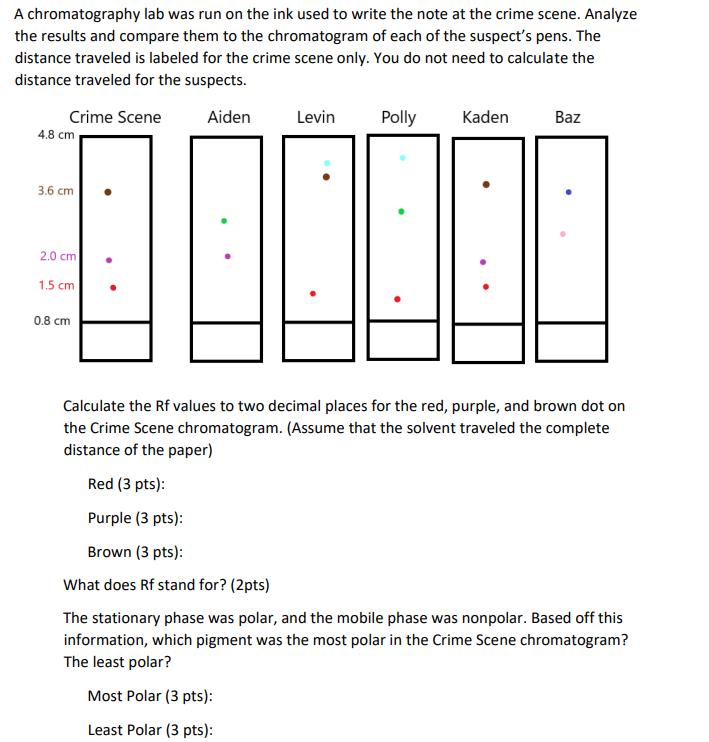 A chromatography lab was run on the ink used to write the note at the crime scene. Analyze
the results and compare them to the chromatogram of each of the suspect's pens. The
distance traveled is labeled for the crime scene only. You do not need to calculate the
distance traveled for the suspects.
Crime Scene Aiden Levin Polly Kaden Baz
4.8 cm
3.6 cm
2.0 cm
1.5 cm
0.8 cm
Calculate the Rf values to two decimal places for the red, purple, and brown dot on
the Crime Scene chromatogram. (Assume that the solvent traveled the complete
distance of the paper)
Red (3 pts):
Purple (3 pts):
Brown (3 pts):
What does Rf stand for? (2pts)
The stationary phase was polar, and the mobile phase was nonpolar. Based off this
information, which pigment was the most polar in the Crime Scene chromatogram?
The least polar?
Most Polar (3 pts):
Least Polar (3 pts):